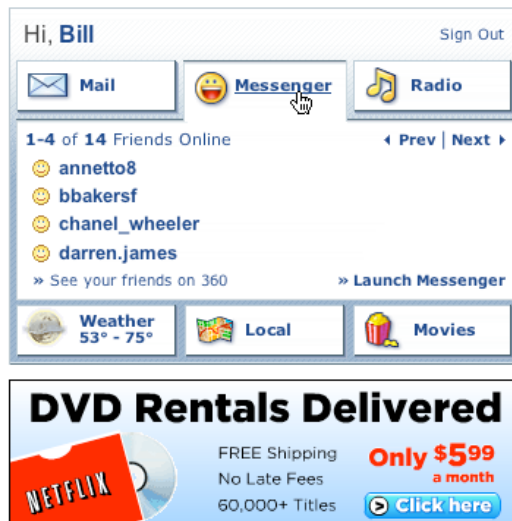 Hi, Bill Sign Out
Mail Messenger Radio
1-4 of 14 Friends Online Prev | Next
annetto8
bbakersf
chanel_wheeler
darren.james
» See your friends on 360 » Launch Messenger
Weather
53° - 75° Local Movies
DVD Rentals Delivered
NETFLIX
FREE Shipping
No Late Fees
60,000+ Titles
Only $599
a month
Click here